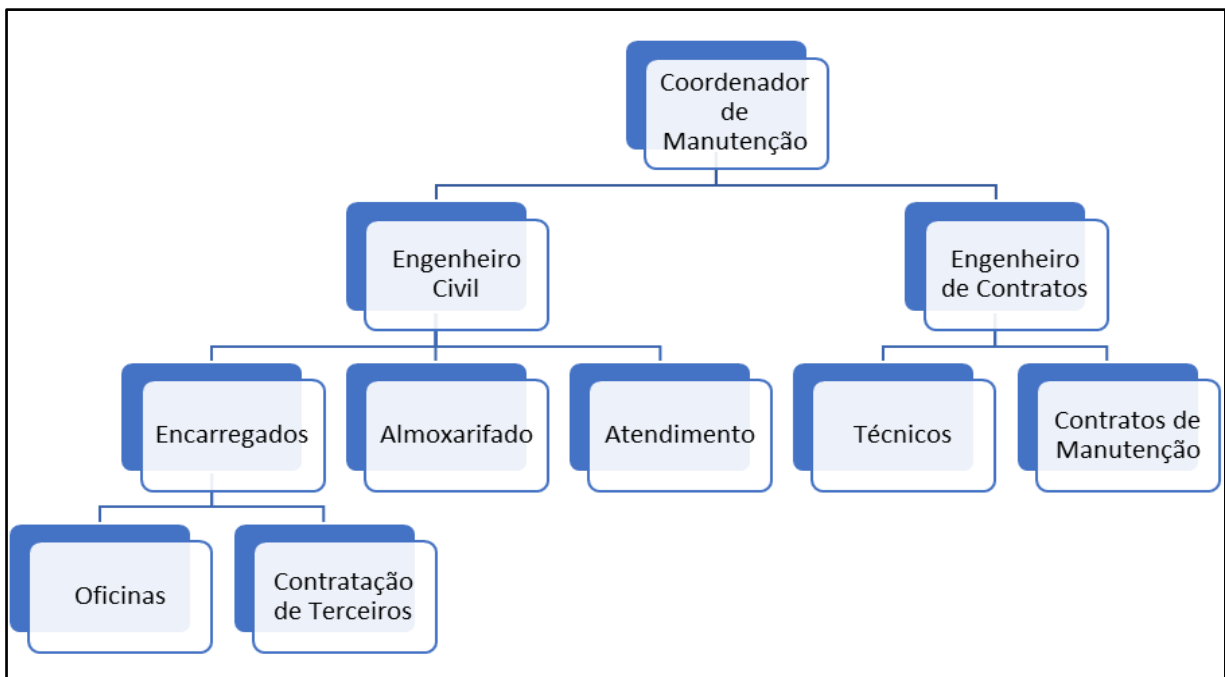 Coordenador
de
Manutenção
Engenheiro
Civil
Engenheiro
de Contratos
Encarregados
Almoxarifado
Atendimento
Técnicos
Contratos de
Manutenção
Oficinas
Contratação
de Terceiros